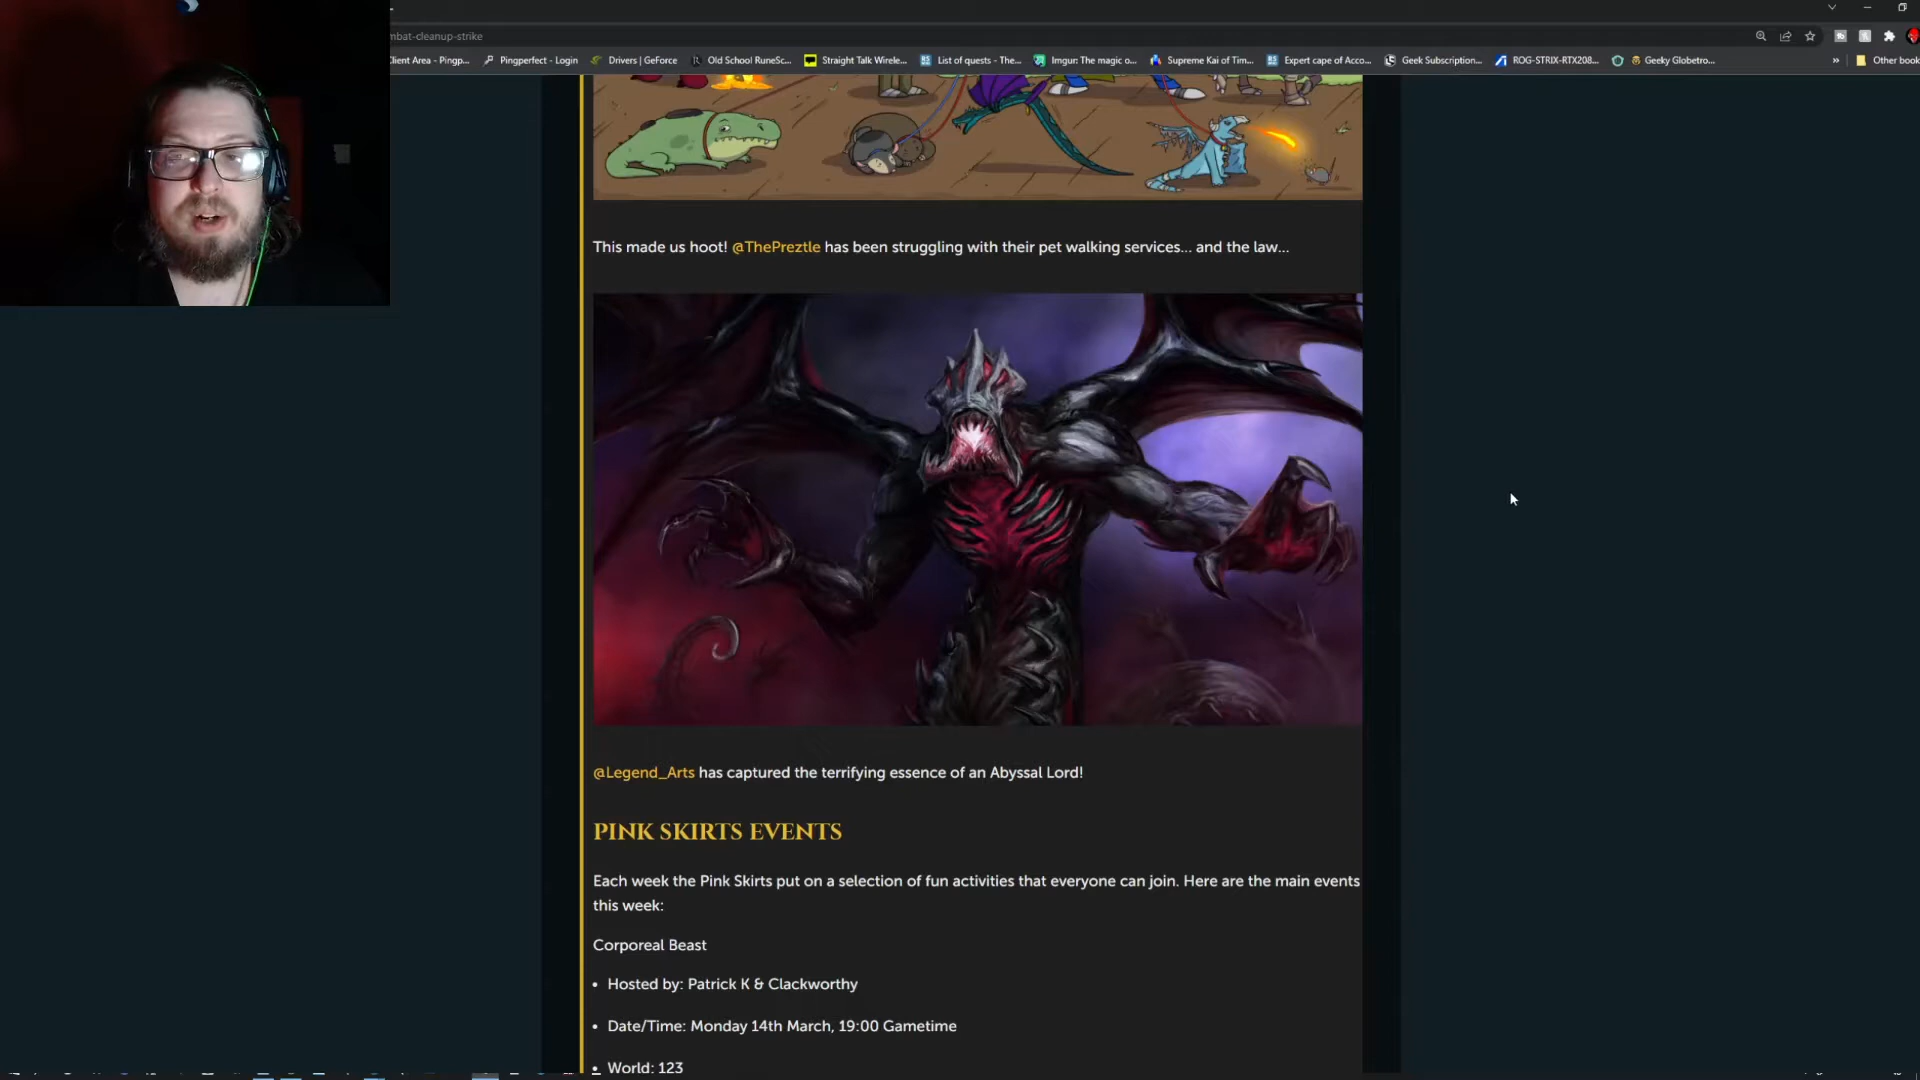 mbat-cleanup-strike
Client Area - Pingp...
Pingperfect - Login
Drivers | GeForce
Old School RuneSc...
Straight Talk Wirele...
List of quests - The...
Imgur: The magic o...
Supreme Kai of Tim...
Expert cape of Acco...
Geek Subscription...
ROG-STRIX-RTX208...
Geeky Globetro...
»
Other book
This made us hoot! @ThePreztle has been struggling with their pet walking services... and the law...
@Legend_Arts has captured the terrifying essence of an Abyssal Lord!
PINK SKIRTS EVENTS
Each week the Pink Skirts put on a selection of fun activities that everyone can join. Here are the main events
this week:
Corporeal Beast
• Hosted by: Patrick K & Clackworthy
• Date/Time: Monday 14th March, 19:00 Gametime
• World: 123